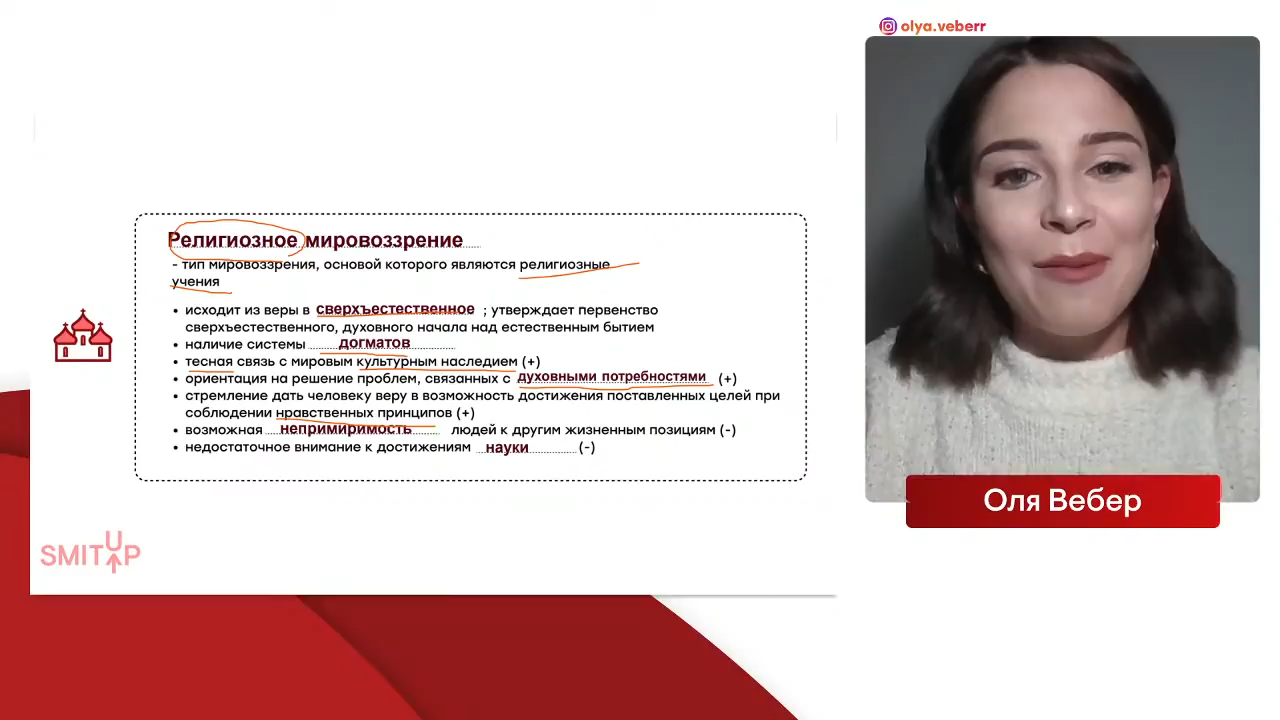 olya.veberr
Религиозное мировоззрение
- тип мировоззрения, основой которого являются религиозные
учения
• исходит из веры в сверхъестественное ; утверждает первенство
сверхъестественного, духовного начала над естественным бытием
• наличие системы догматов
• тесная связь с мировым культурным наследием (+)
• ориентация на решение проблем, связанных с духовными потребностями (+)
• стремление дать человеку веру в возможность достижения поставленных целей при
соблюдении нравственных принципов (+)
• возможная непримиримость людей к другим жизненным позициям (-)
• недостаточное внимание к достижениям науки (-)
Оля Вебер
SMITUP